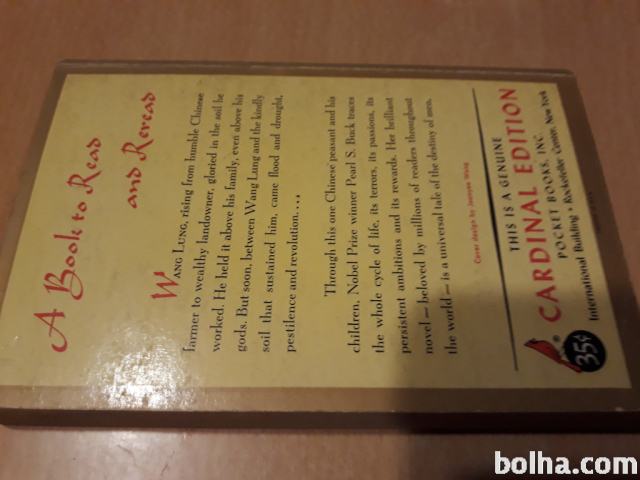 A Book to Read
and Reread
WANG LUNG, rising from humble Chinese
farmer to wealthy landowner, gloried in the soil he
worked. He held it above his family, even above his
gods. But soon, between Wang Lung and the kindly
soil that sustained him, came flood and drought,
pestilence and revolution....
Through this one Chinese peasant and his
children, Nobel Prize winner Pearl S. Buck traces
the whole cycle of life, its terrors, its passions, its
persistent ambitions and its rewards. Her brilliant
novel—beloved by millions of readers throughout
the world—is a universal tale of the destiny of men.
Cover design by Jeanyee Wong
THIS IS A GENUINE
CARDINAL EDITION
POCKET BOOKS, INC.
International Building • Rockefeller Center, New York
35¢
bolha.com